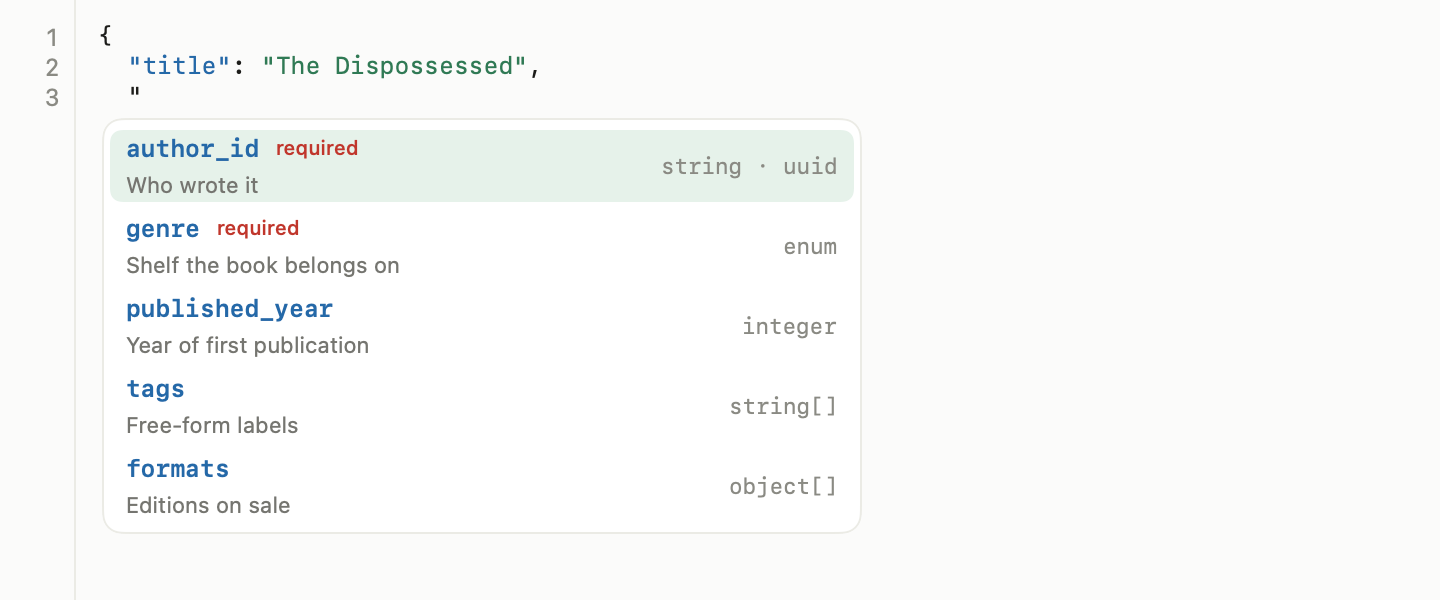 1 {
2 "title": "The Dispossessed",
3 "
author_id required string · uuid
Who wrote it
genre required enum
Shelf the book belongs on
published_year integer
Year of first publication
tags string[]
Free-form labels
formats object[]
Editions on sale